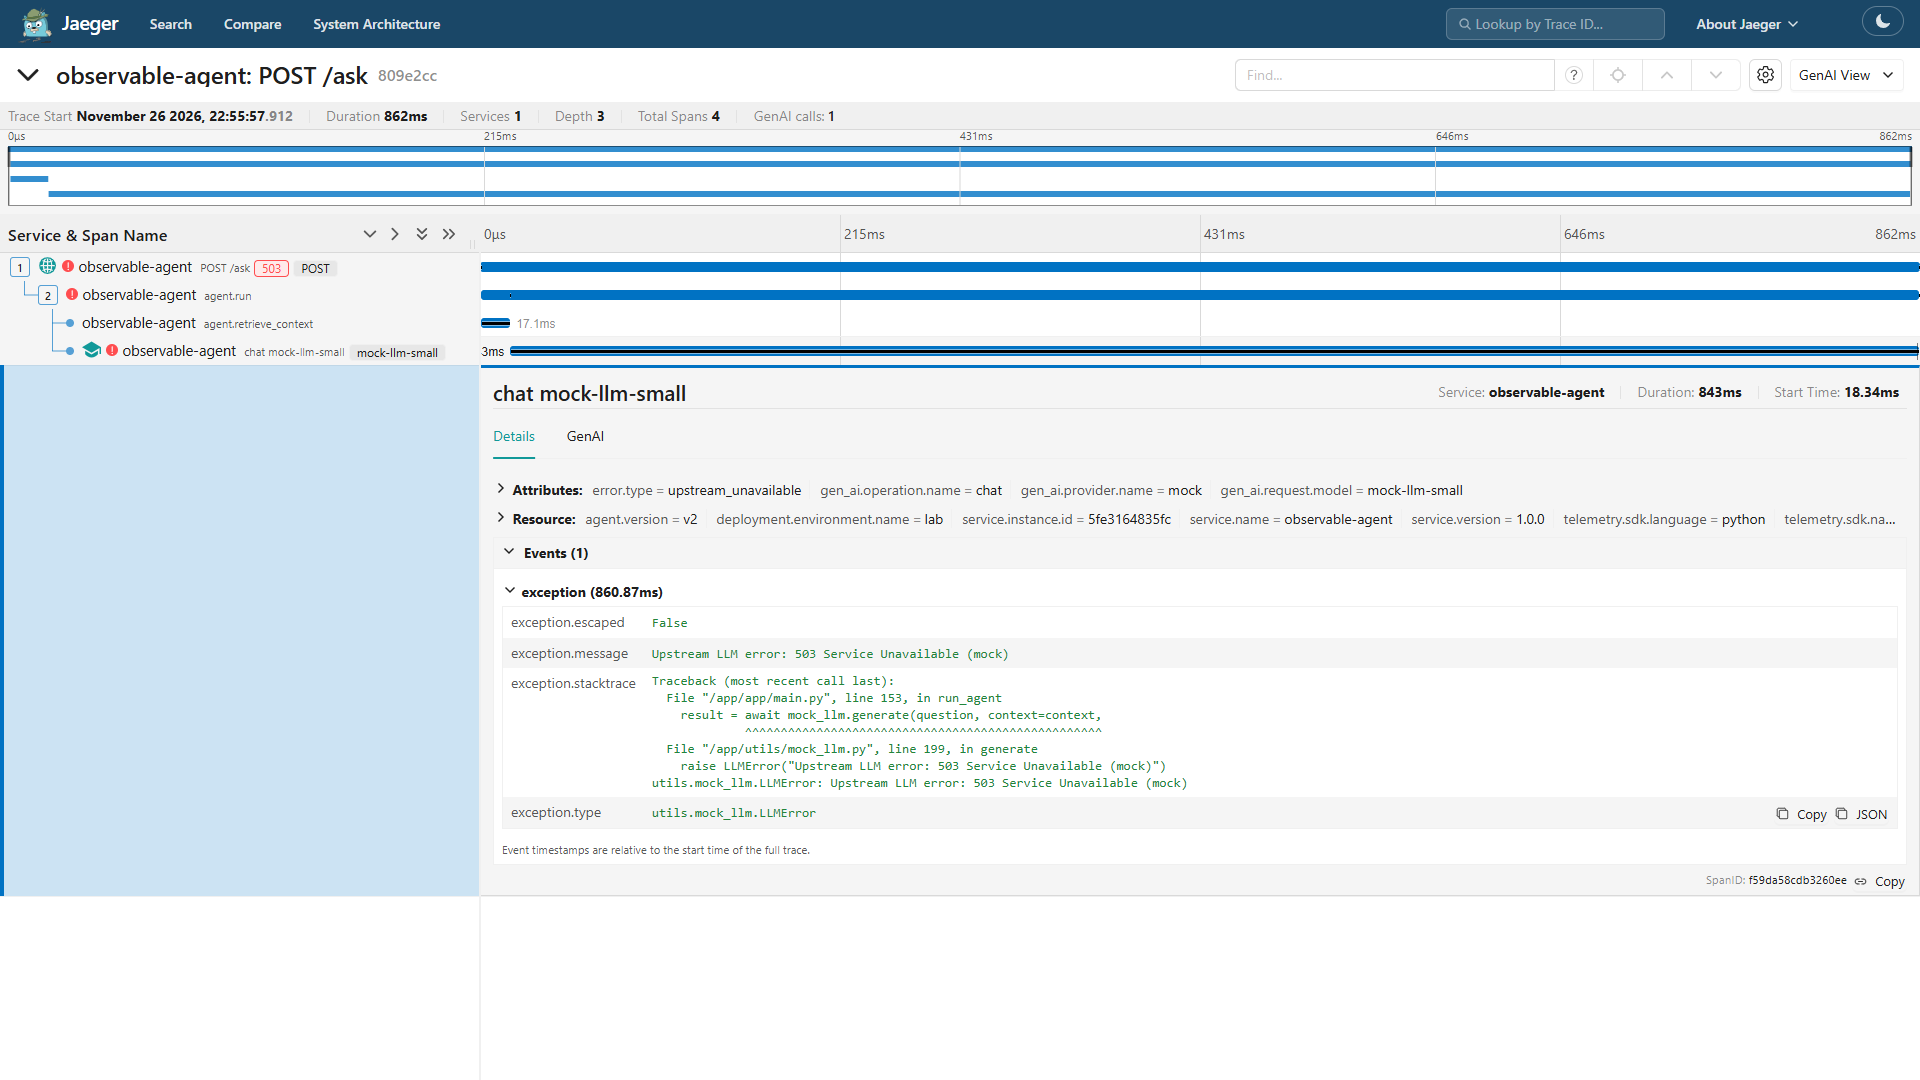 Jaeger Search Compare System Architecture Lookup by Trace ID... About Jaeger
observable-agent: POST /ask 809e2cc Find... ? GenAI View
Trace Start November 26 2026, 22:55:57.912 Duration 862ms Services 1 Depth 3 Total Spans 4 GenAI calls: 1
0μs 215ms 431ms 646ms 862ms
Service & Span Name 0μs 215ms 431ms 646ms 862ms
1 observable-agent POST /ask 503 POST
2 observable-agent agent.run
observable-agent agent.retrieve_context 17.1ms
observable-agent chat mock-llm-small mock-llm-small 3ms
chat mock-llm-small Service: observable-agent Duration: 843ms Start Time: 18.34ms
Details GenAI
Attributes: error.type = upstream_unavailable gen_ai.operation.name = chat gen_ai.provider.name = mock gen_ai.request.model = mock-llm-small
Resource: agent.version = v2 deployment.environment.name = lab service.instance.id = 5fe3164835fc service.name = observable-agent service.version = 1.0.0 telemetry.sdk.language = python telemetry.sdk.na...
Events (1)
exception (860.87ms)
exception.escaped False
exception.message Upstream LLM error: 503 Service Unavailable (mock)
exception.stacktrace Traceback (most recent call last):
File "/app/app/main.py", line 153, in run_agent
result = await mock_llm.generate(question, context=context,
^^^^^^^^^^^^^^^^^^^^^^^^^^^^^^^^^^^^^^^^^^^^^^^^^^
File "/app/utils/mock_llm.py", line 199, in generate
raise LLMError("Upstream LLM error: 503 Service Unavailable (mock)")
utils.mock_llm.LLMError: Upstream LLM error: 503 Service Unavailable (mock)
exception.type utils.mock_llm.LLMError Copy JSON
Event timestamps are relative to the start time of the full trace.
SpanID: f59da58cdb3260ee Copy